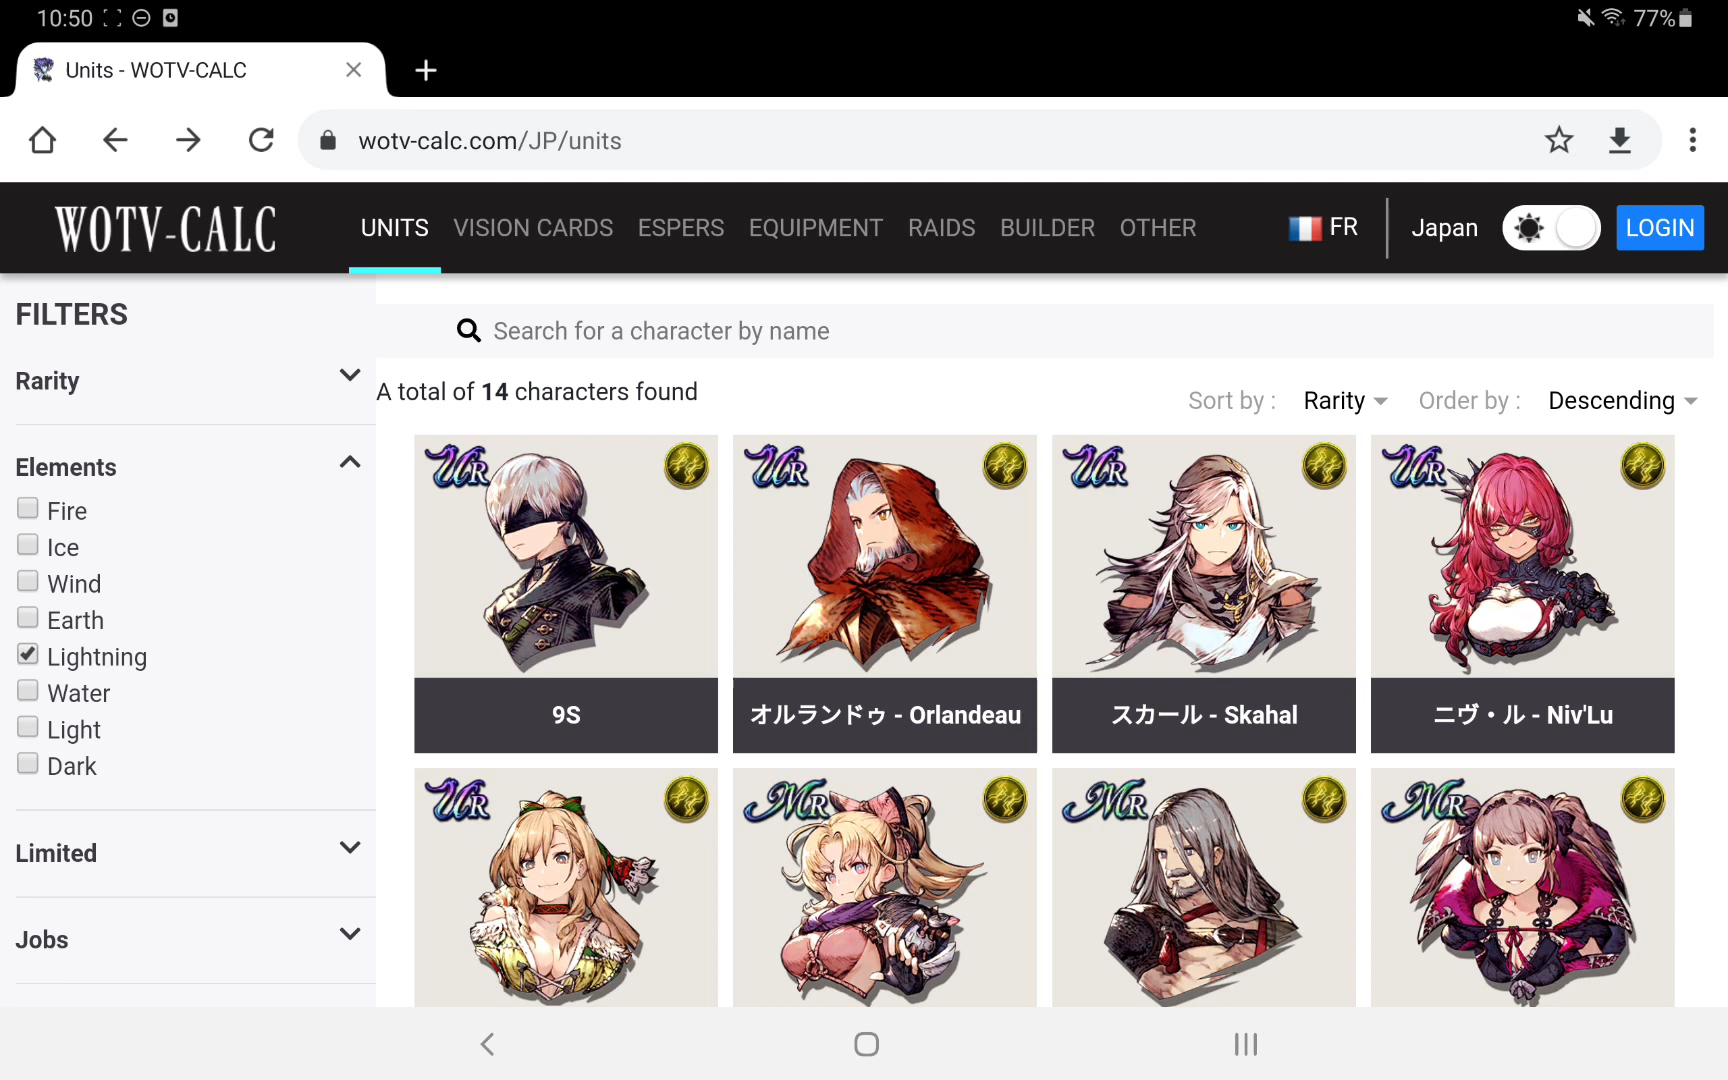 10:50
77%
Units - WOTV-CALC
wotv-calc.com/JP/units
WOTV-CALC
UNITS VISION CARDS ESPERS EQUIPMENT RAIDS BUILDER OTHER FR Japan LOGIN
FILTERS
Search for a character by name
Rarity
A total of 14 characters found
Sort by : Rarity Order by : Descending
Elements
Fire
Ice
Wind
Earth
Lightning
Water
Light
Dark
Limited
Jobs
UR UR UR UR
9S オルランドゥ - Orlandeau スカール - Skahal ニヴ・ル - Niv'Lu
UR MR MR MR